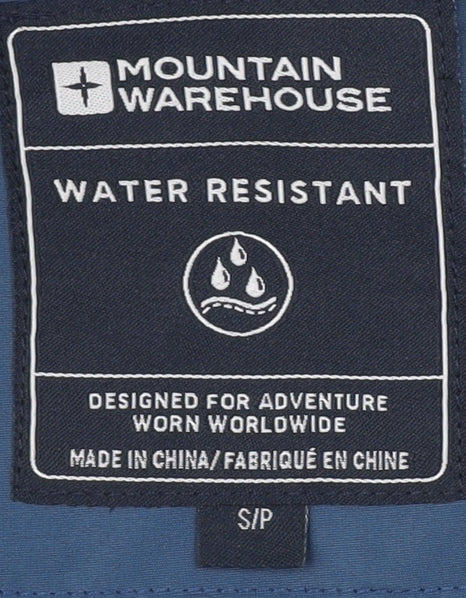 MOUNTAIN
WAREHOUSE
WATER RESISTANT
DESIGNED FOR ADVENTURE
WORN WORLDWIDE
MADE IN CHINA/FABRIQUÉ EN CHINE
S/P